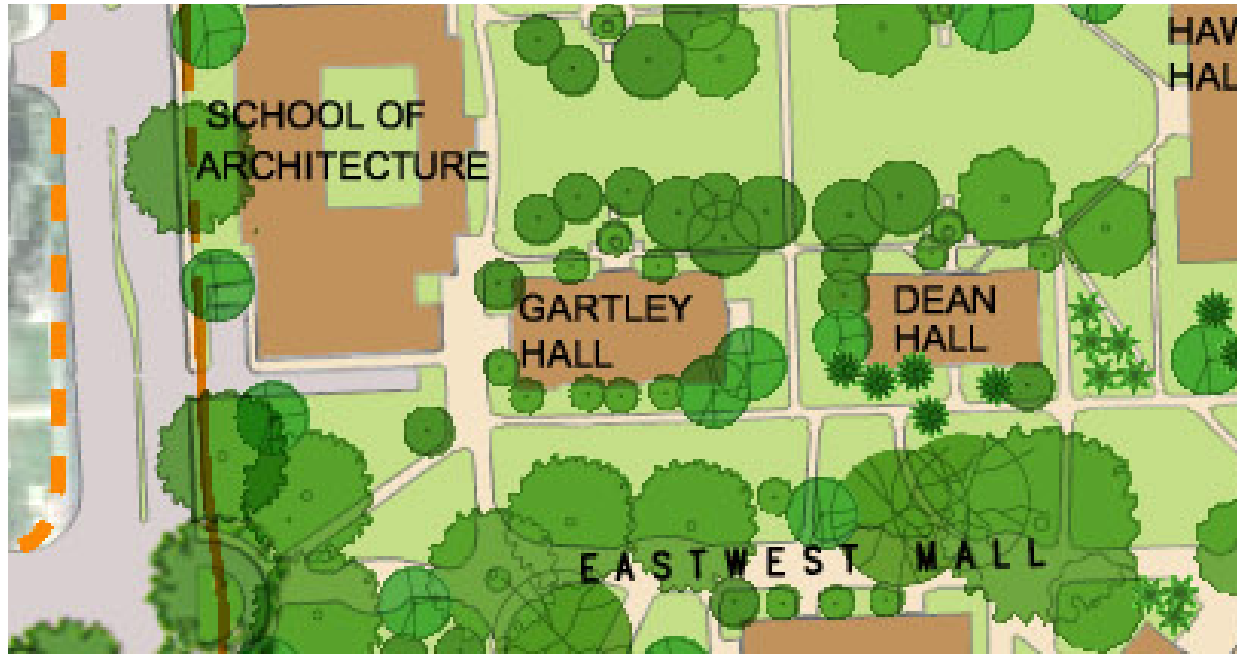 SCHOOL OF
ARCHITECTURE
GARTLEY
HALL
DEAN
HALL
EASTWEST MALL